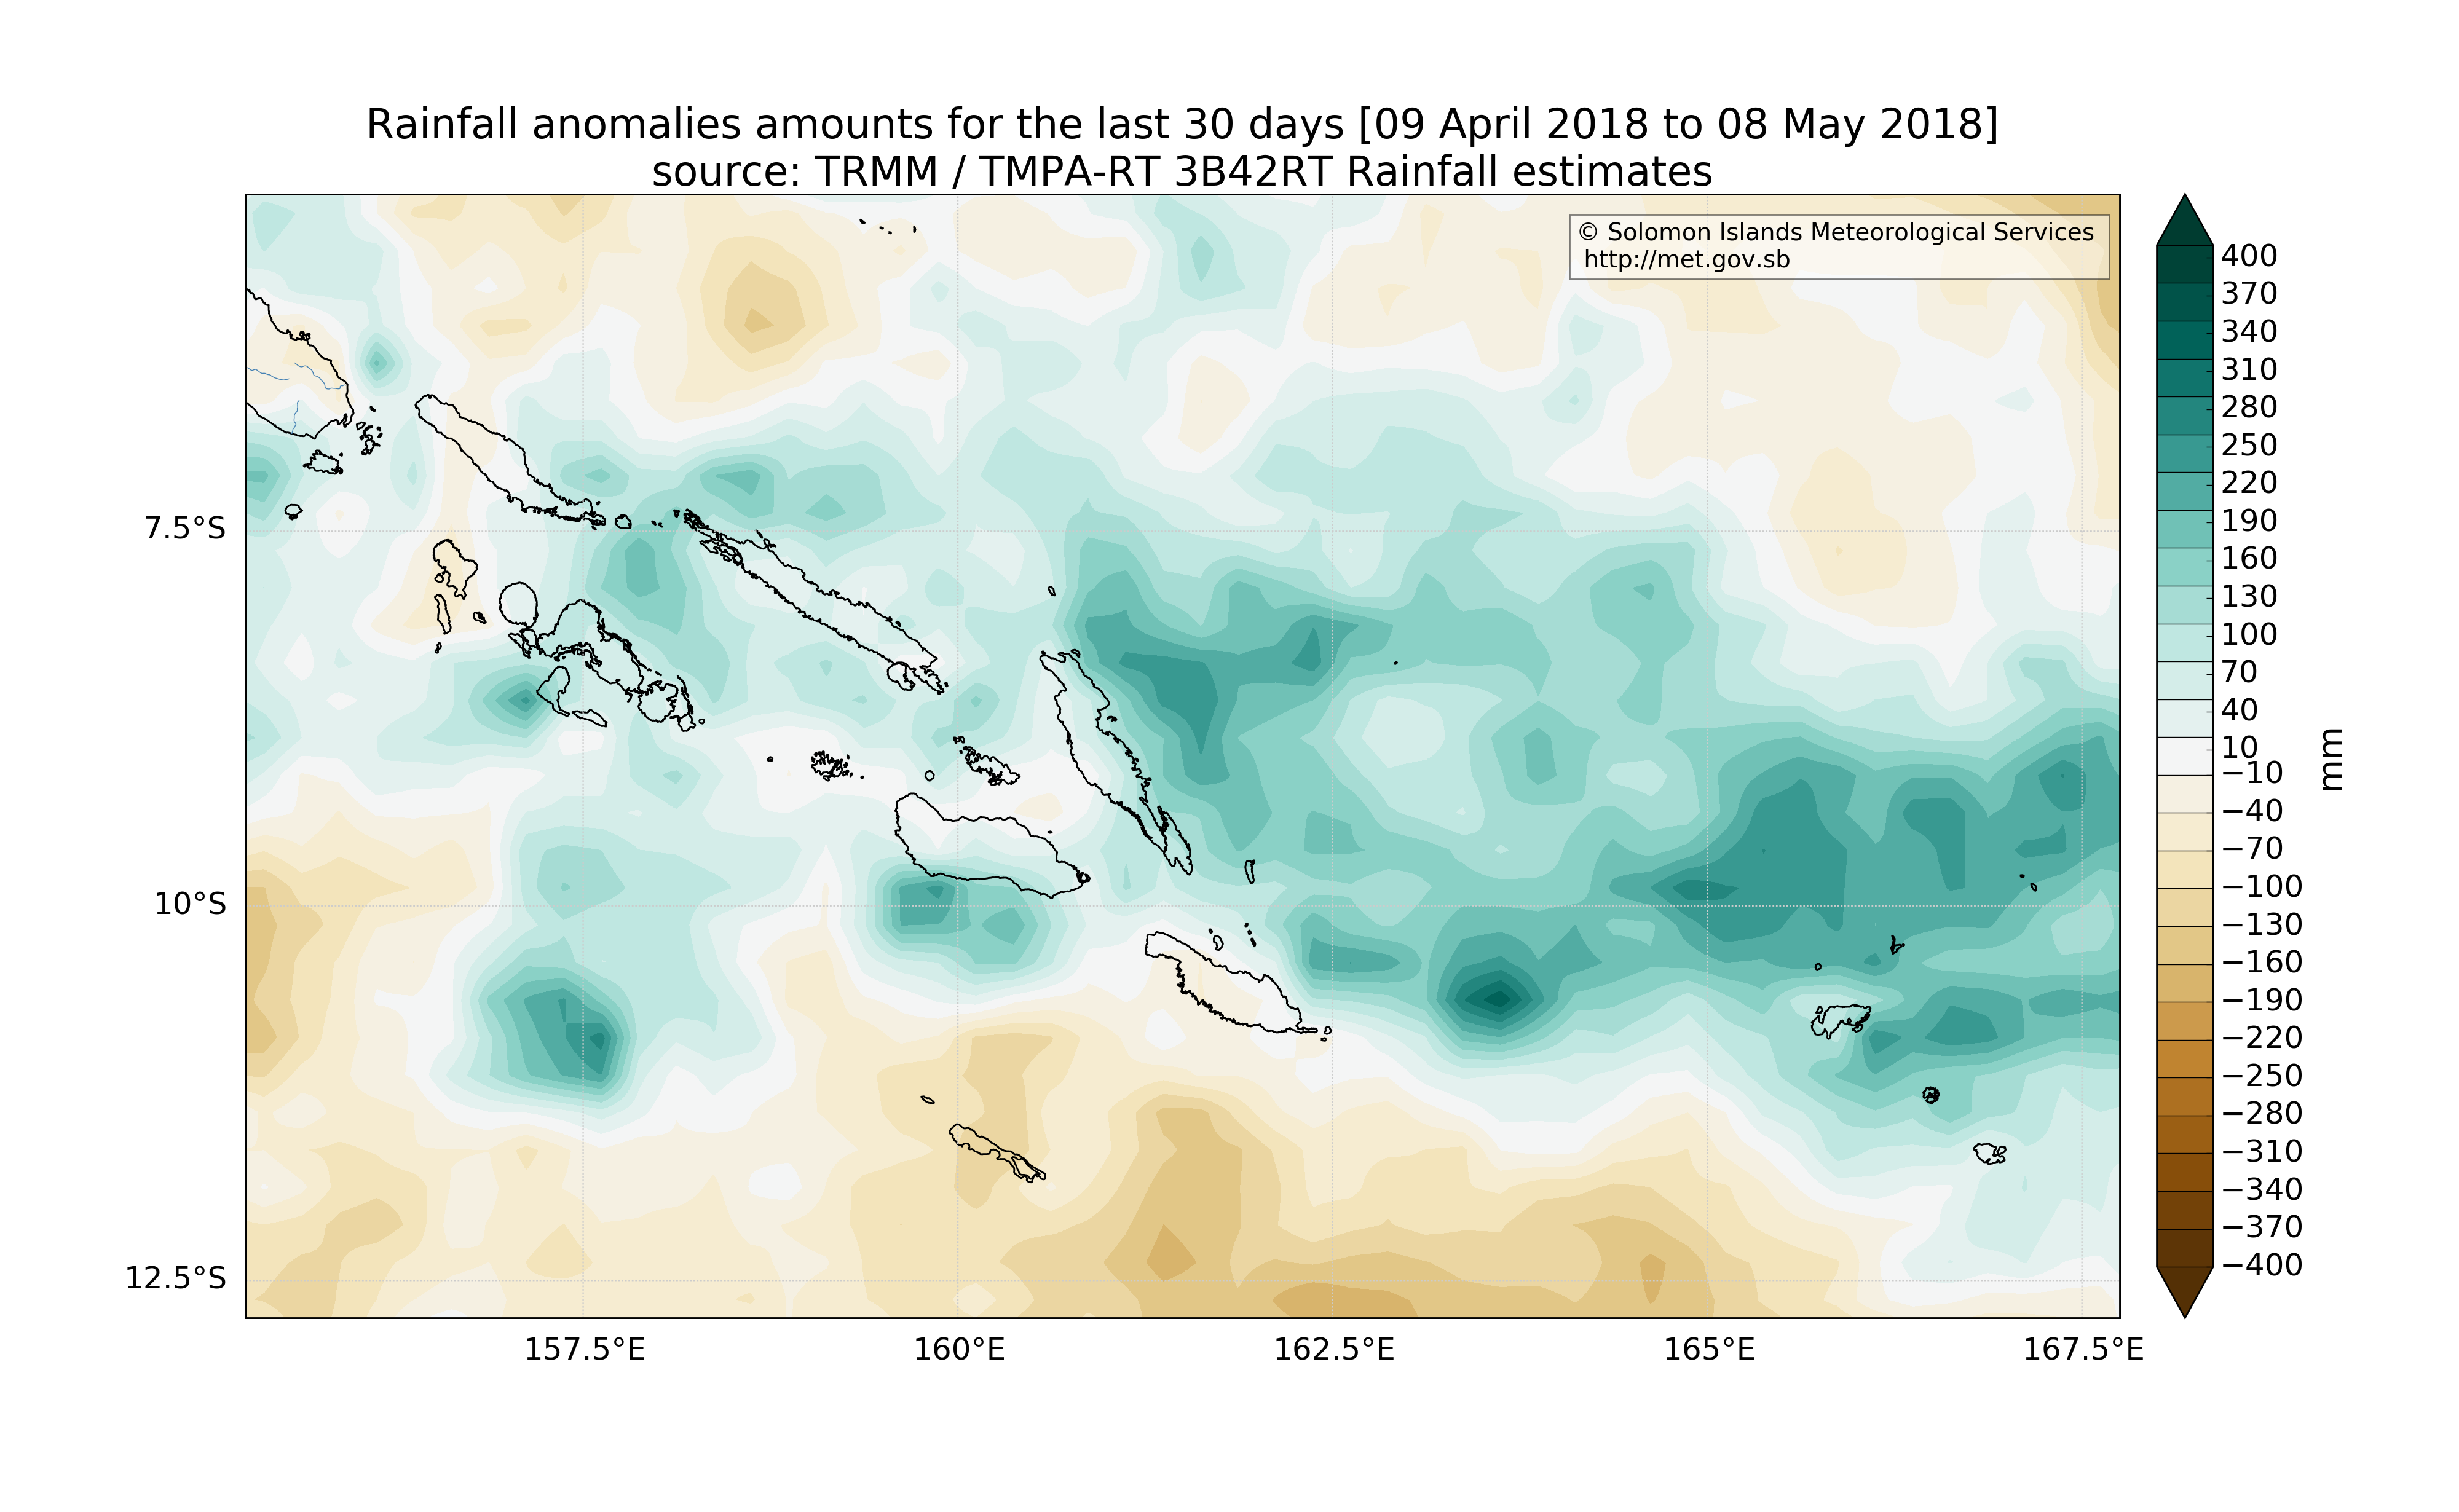 Rainfall anomalies amounts for the last 30 days [09 April 2018 to 08 May 2018]
source: TRMM / TMPA-RT 3B42RT Rainfall estimates
© Solomon Islands Meteorological Services
http://met.gov.sb
7.5°S
10°S
12.5°S
157.5°E
160°E
162.5°E
165°E
167.5°E
400
370
340
310
280
250
220
190
160
130
100
70
40
10
−10
−40
−70
−100
−130
−160
−190
−220
−250
−280
−310
−340
−370
−400
mm